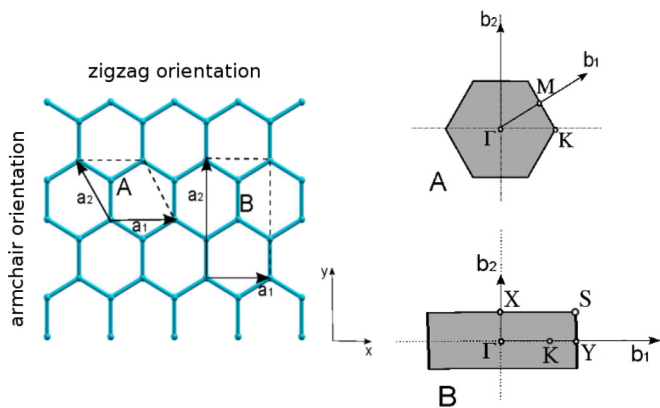 zigzag orientation
armchair orientation
A
a2
a1
a2
B
a1
y
x
b2
b1
M
Γ
K
A
b2
X
S
Γ
K
Y
b1
B